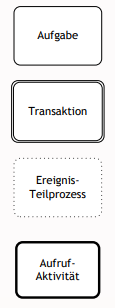 Aufgabe
Transaktion
Ereignis-
Teilprozess
Aufruf-
Aktivität